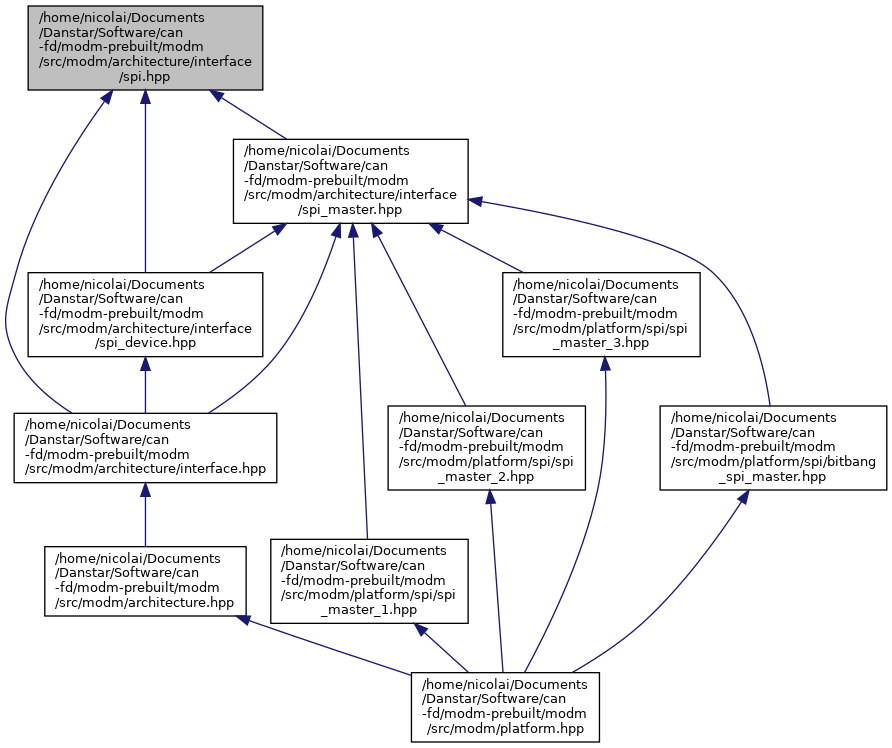 /home/nicolai/Documents
/Danstar/Software/can
-fd/modm-prebuilt/modm
/src/modm/architecture/interface
/spi.hpp
/home/nicolai/Documents
/Danstar/Software/can
-fd/modm-prebuilt/modm
/src/modm/architecture/interface
/spi_master.hpp
/home/nicolai/Documents
/Danstar/Software/can
-fd/modm-prebuilt/modm
/src/modm/architecture/interface
/spi_device.hpp
/home/nicolai/Documents
/Danstar/Software/can
-fd/modm-prebuilt/modm
/src/modm/platform/spi/spi
_master_3.hpp
/home/nicolai/Documents
/Danstar/Software/can
-fd/modm-prebuilt/modm
/src/modm/architecture/interface.hpp
/home/nicolai/Documents
/Danstar/Software/can
-fd/modm-prebuilt/modm
/src/modm/platform/spi/spi
_master_2.hpp
/home/nicolai/Documents
/Danstar/Software/can
-fd/modm-prebuilt/modm
/src/modm/platform/spi/bitbang
_spi_master.hpp
/home/nicolai/Documents
/Danstar/Software/can
-fd/modm-prebuilt/modm
/src/modm/architecture.hpp
/home/nicolai/Documents
/Danstar/Software/can
-fd/modm-prebuilt/modm
/src/modm/platform/spi/spi
_master_1.hpp
/home/nicolai/Documents
/Danstar/Software/can
-fd/modm-prebuilt/modm
/src/modm/platform.hpp